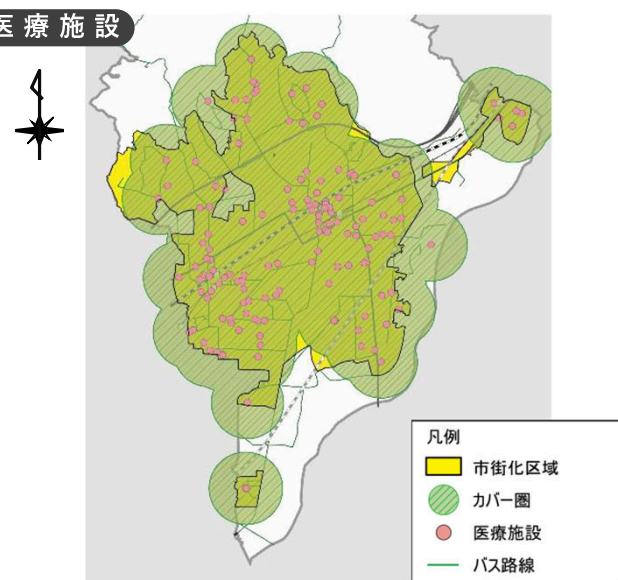 医療施設
凡例
市街化区域
カバー圏
医療施設
バス路線